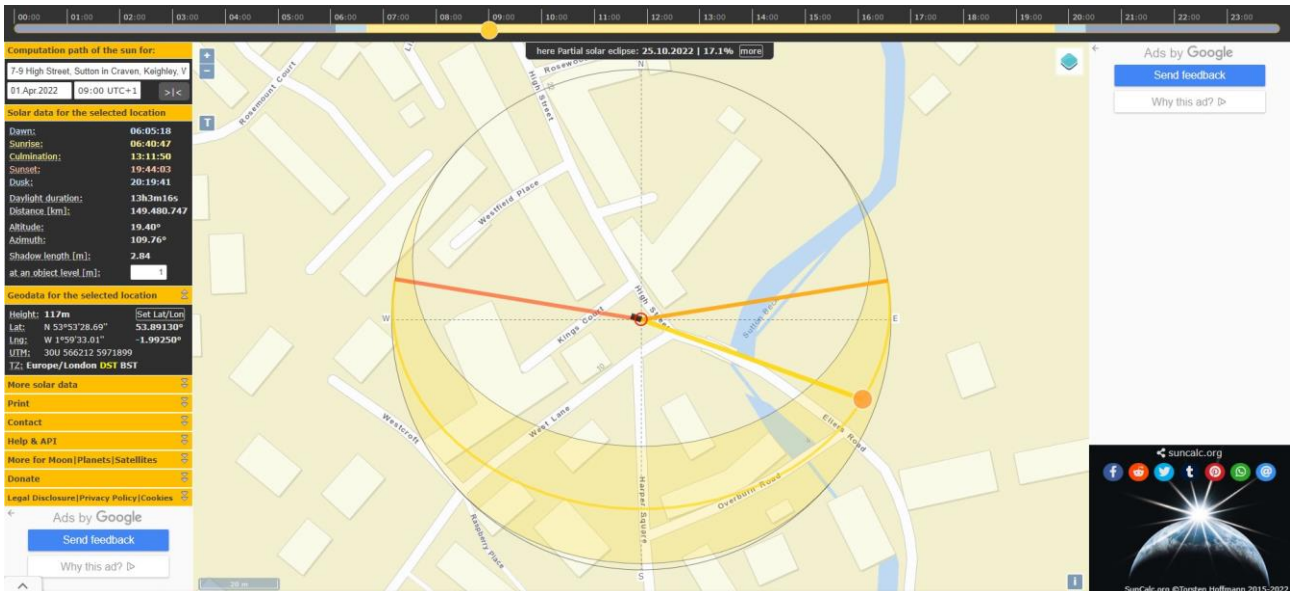 00:00 01:00 02:00 03:00 04:00 05:00 06:00 07:00 08:00 09:00 10:00 11:00 12:00 13:00 14:00 15:00 16:00 17:00 18:00 19:00 20:00 21:00 22:00 23:00
Computation path of the sun for:
7-9 High Street, Sutton in Craven, Keighley, W
01.Apr.2022 09:00 UTC+1 >|<
Solar data for the selected location
Dawn: 06:05:18
Sunrise: 06:40:47
Culmination: 13:11:50
Sunset: 19:44:03
Dusk: 20:19:41
Daylight duration: 13h3m16s
Distance [km]: 149.480.747
Altitude: 19.40°
Azimuth: 109.76°
Shadow length [m]: 2.84
at an object level [m]: 1
Geodata for the selected location
Height: 117m Set Lat/Lon
Lat: N 53°53'28.69" 53.89130°
Lng: W 1°59'33.01" -1.99250°
UTM: 30U 566212 5971899
TZ: Europe/London DST BST
More solar data
Print
Contact
Help & API
More for Moon|Planets|Satellites
Donate
Legal Disclosure|Privacy Policy|Cookies
Ads by Google
Send feedback
Why this ad?
+
−
T
here Partial solar eclipse: 25.10.2022 | 17.1% more
N
Rosemount Court
High Street
Westfield Place
High Street
Kings Court
Sutton Beck
W
E
10
West Lane
Westcroft
Ellers Road
Overburn Road
Harper Square
Raspberry Place
S
20 m
i
Ads by Google
Send feedback
Why this ad?
suncalc.org
f t @
SunCalc.org ©Torsten Hoffmann 2015-2022